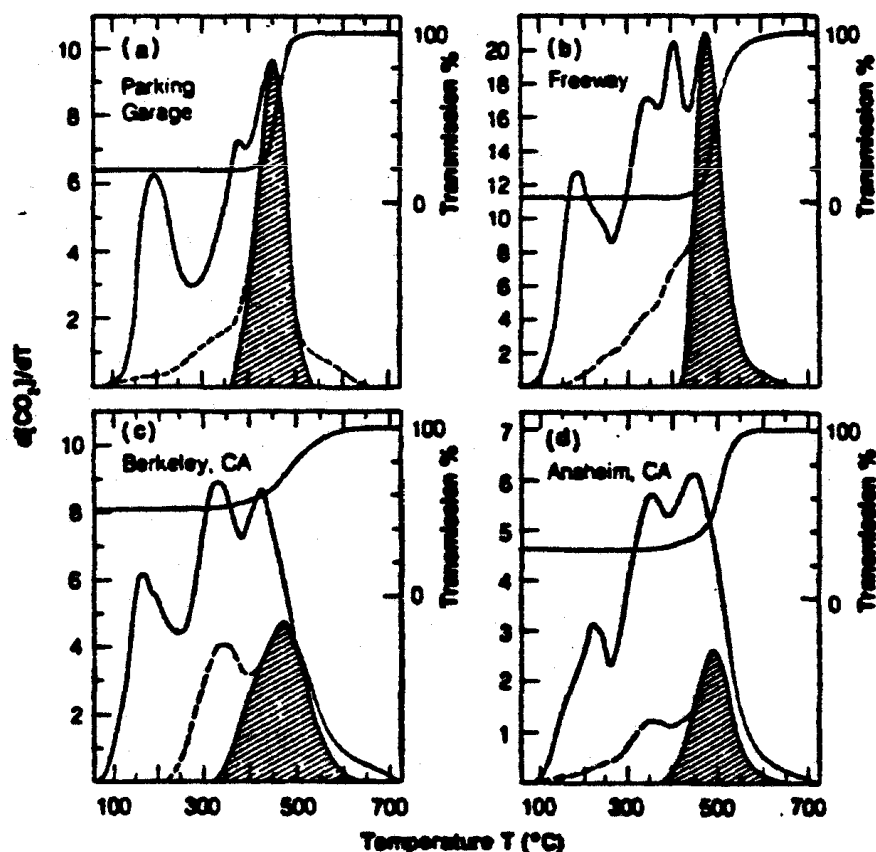 (a)
Parking
Garage
10
8
6
4
2
100
0
Transmission %
(b)
Freeway
20
18
16
14
12
10
8
6
4
2
100
0
Transmission %
d[CO₂]/dT
(c)
Berkeley, CA
10
8
6
4
2
100
0
Transmission %
(d)
Anaheim, CA
7
6
5
4
3
2
1
100
0
Transmission %
100 300 500 700
100 300 500 700
Temperature T (°C)